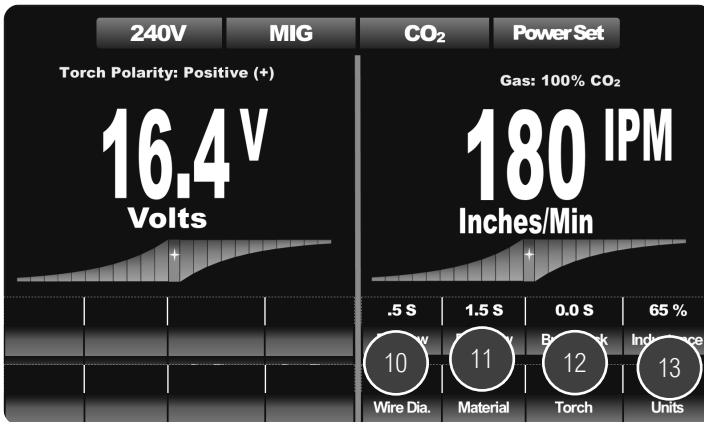 240V MIG CO₂ Power Set
Torch Polarity: Positive (+)
Gas: 100% CO₂
16.4 V
Volts
180 IPM
Inches/Min
.5 S 1.5 S 0.0 S 65 %
10 11 12 13
Wire Dia. Material Torch Units